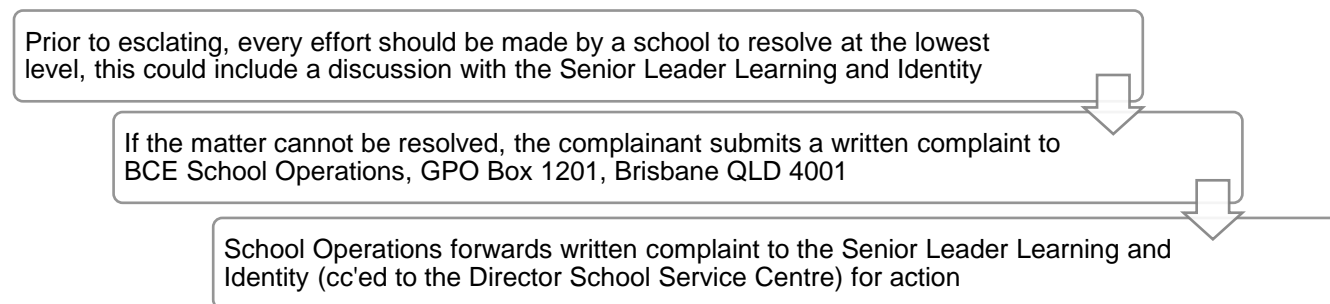 Prior to esclating, every effort should be made by a school to resolve at the lowest
level, this could include a discussion with the Senior Leader Learning and Identity
If the matter cannot be resolved, the complainant submits a written complaint to
BCE School Operations, GPO Box 1201, Brisbane QLD 4001
School Operations forwards written complaint to the Senior Leader Learning and
Identity (cc'ed to the Director School Service Centre) for action